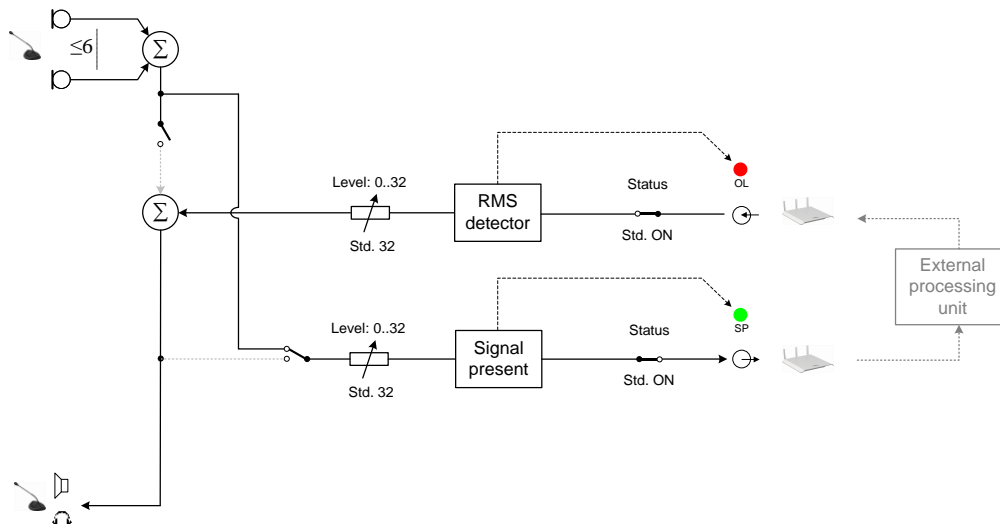 ≤6
Σ
Σ
Level: 0..32
Std. 32
RMS
detector
Status
Std. ON
OL
External
processing
unit
Level: 0..32
Std. 32
Signal
present
Status
Std. ON
SP